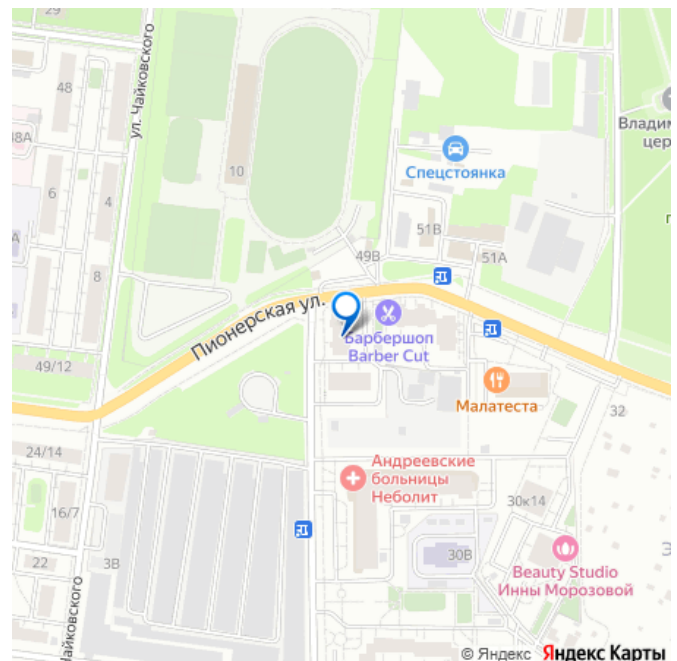 29
48
ул. Чайковского
38А
6
4
10
8
Владим
цер
Спецстоянка
51В
49В
51А
Пионерская ул.
Барбершоп
Barber Cut
49/12
Малатеста
32
24/14
Андреевские
больницы
Неболит
16/7
30к14
22
3В
30В
Beauty Studio
Инны Морозовой
Чайковского
© Яндекс Яндекс Карты